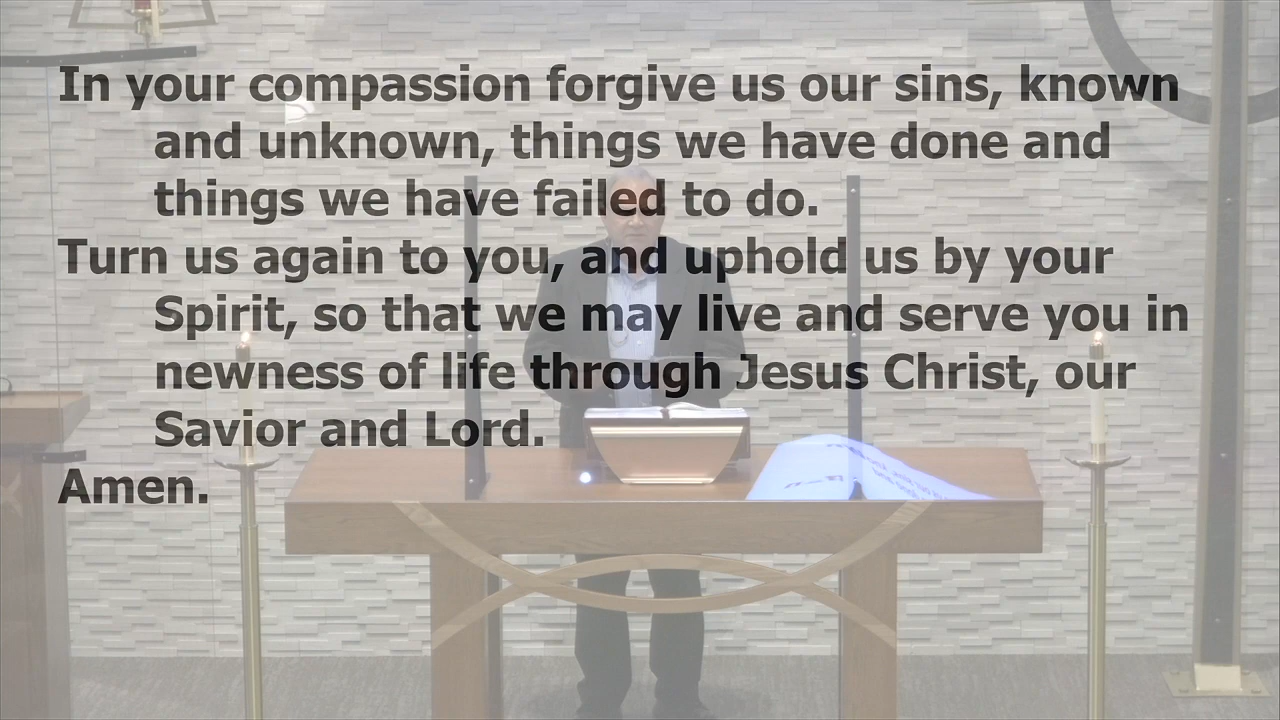 In your compassion forgive us our sins, known
and unknown, things we have done and
things we have failed to do.
Turn us again to you, and uphold us by your
Spirit, so that we may live and serve you in
newness of life through Jesus Christ, our
Savior and Lord.
Amen.